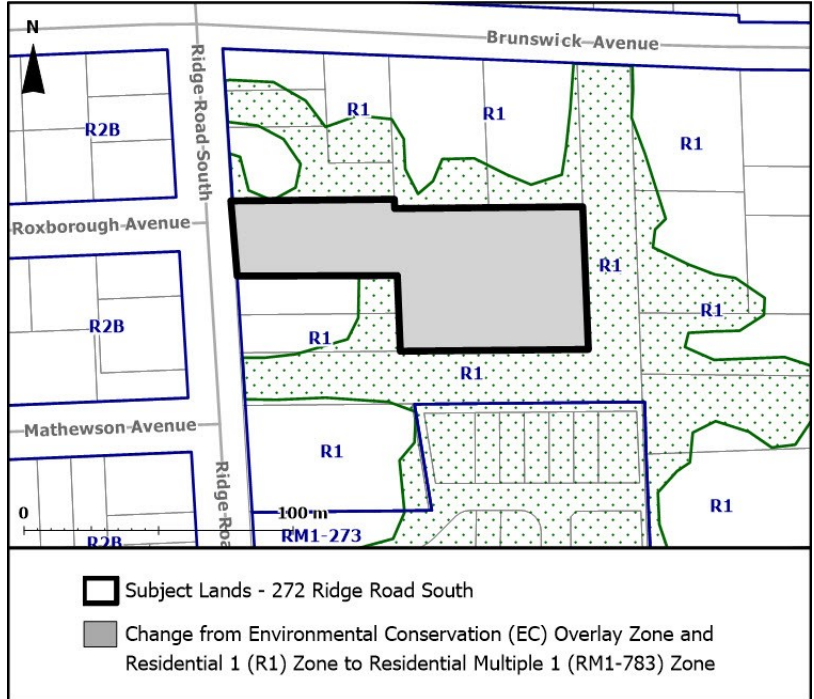 N
Brunswick Avenue
Ridge Road South
R2B
R1
R1
R1
Roxborough Avenue
R1
R2B
R1
R1
R1
Mathewson Avenue
R1
Ridge Roa
0
100 m
R1
R2B
RM1-273
Subject Lands - 272 Ridge Road South
Change from Environmental Conservation (EC) Overlay Zone and
Residential 1 (R1) Zone to Residential Multiple 1 (RM1-783) Zone